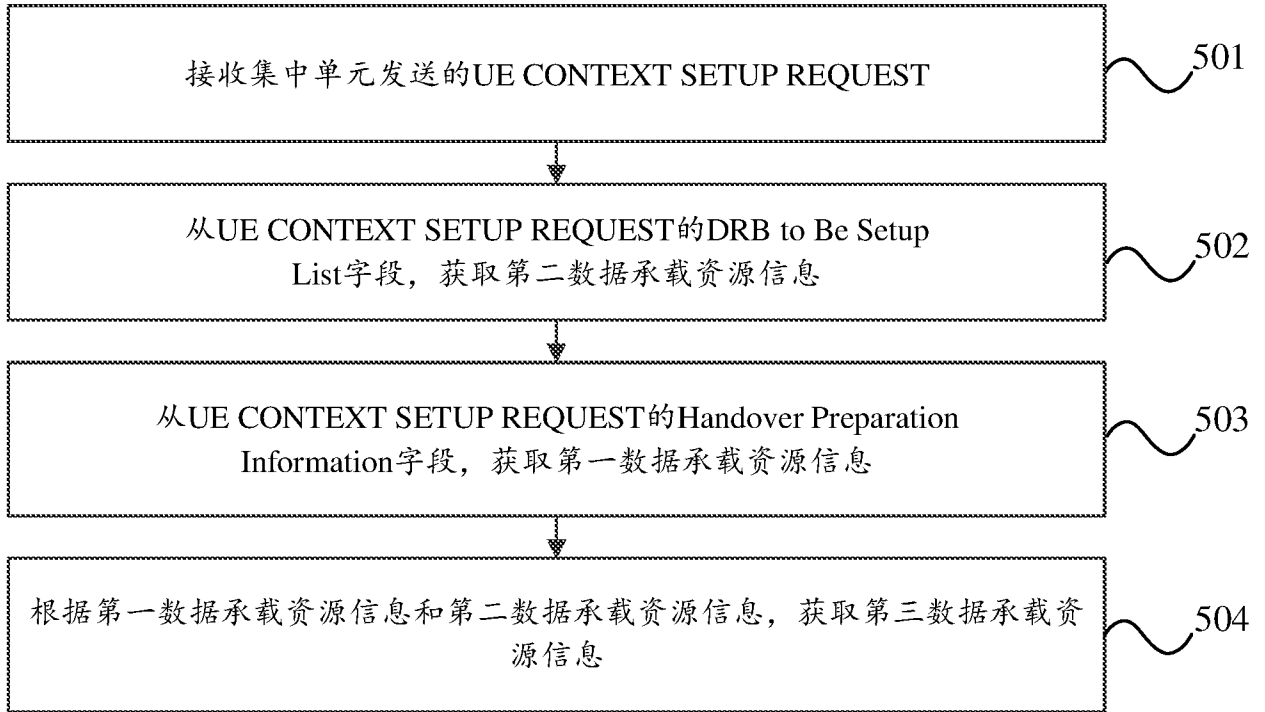 接收集中单元发送的UE CONTEXT SETUP REQUEST
501
从UE CONTEXT SETUP REQUEST的DRB to Be Setup
List字段，获取第二数据承载资源信息
502
从UE CONTEXT SETUP REQUEST的Handover Preparation
Information字段，获取第一数据承载资源信息
503
根据第一数据承载资源信息和第二数据承载资源信息，获取第三数据承载资
源信息
504